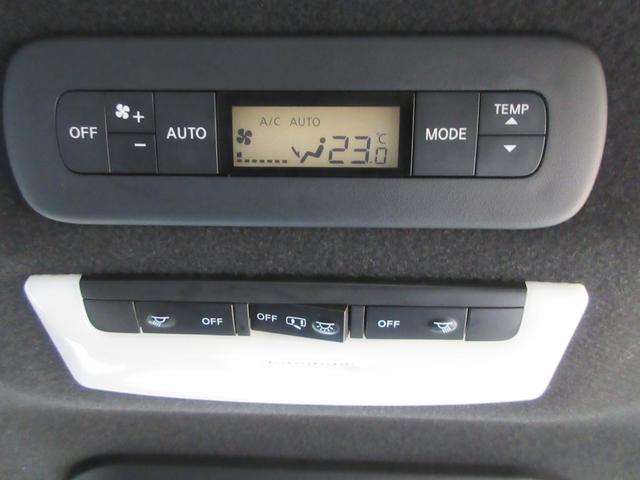 OFF + - AUTO A/C AUTO 23.0 °C MODE TEMP
OFF OFF OFF